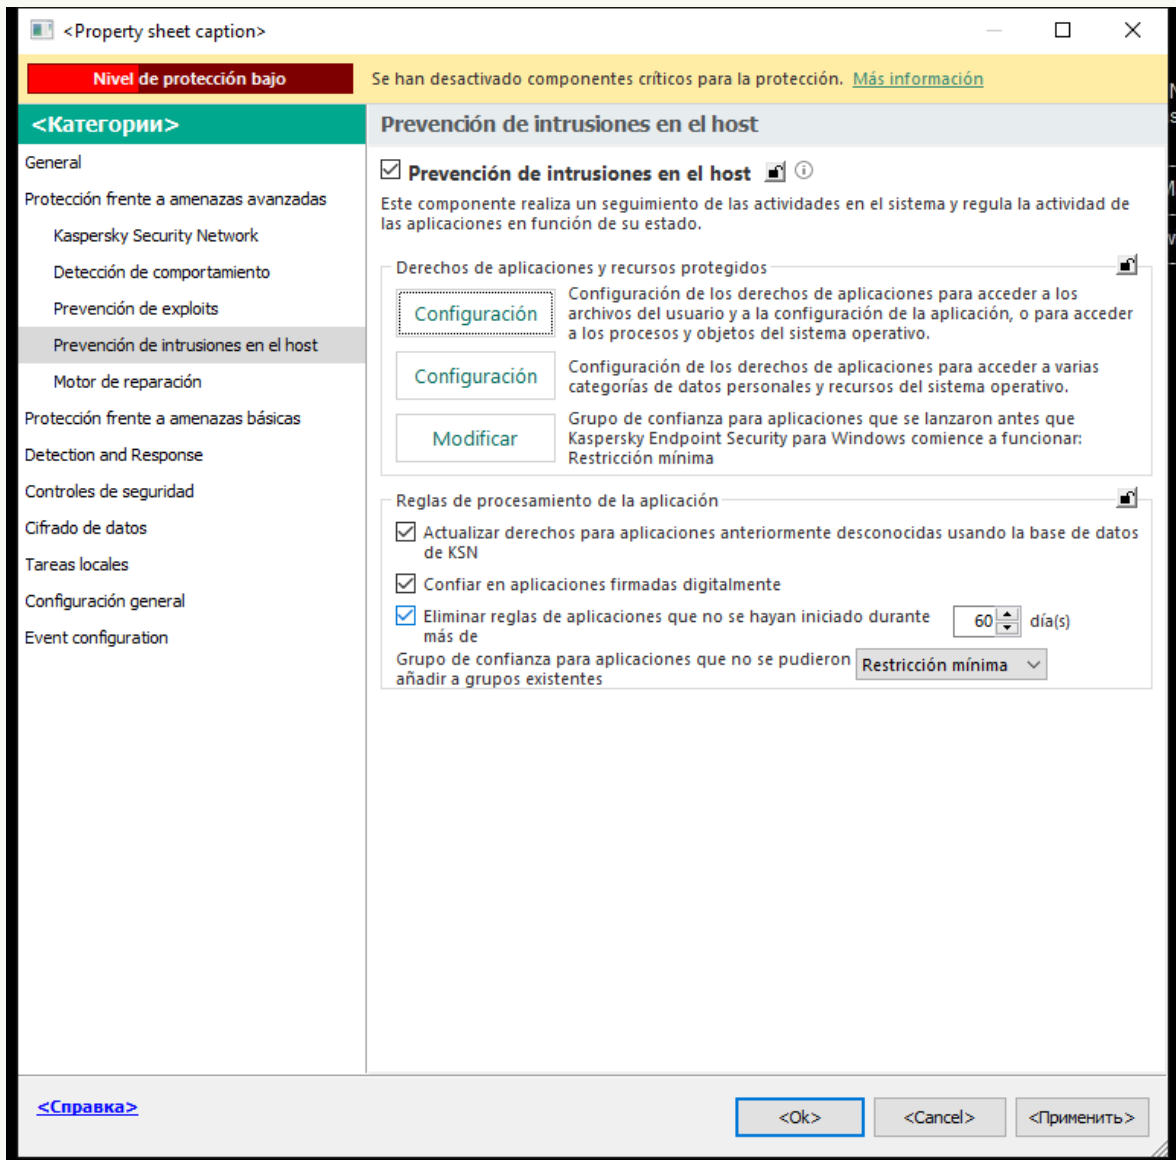 <Property sheet caption>
Nivel de protección bajo
Se han desactivado componentes críticos para la protección. Más información
<Категории>
General
Protección frente a amenazas avanzadas
Kaspersky Security Network
Detección de comportamiento
Prevención de exploits
Prevención de intrusiones en el host
Motor de reparación
Protección frente a amenazas básicas
Detection and Response
Controles de seguridad
Cifrado de datos
Tareas locales
Configuración general
Event configuration
Prevención de intrusiones en el host
Prevención de intrusiones en el host
Este componente realiza un seguimiento de las actividades en el sistema y regula la actividad de
las aplicaciones en función de su estado.
Derechos de aplicaciones y recursos protegidos
Configuración
Configuración de los derechos de aplicaciones para acceder a los
archivos del usuario y a la configuración de la aplicación, o para acceder
a los procesos y objetos del sistema operativo.
Configuración
Configuración de los derechos de aplicaciones para acceder a varias
categorías de datos personales y recursos del sistema operativo.
Modificar
Grupo de confianza para aplicaciones que se lanzaron antes que
Kaspersky Endpoint Security para Windows comience a funcionar:
Restricción mínima
Reglas de procesamiento de la aplicación
Actualizar derechos para aplicaciones anteriormente desconocidas usando la base de datos
de KSN
Confiar en aplicaciones firmadas digitalmente
Eliminar reglas de aplicaciones que no se hayan iniciado durante
más de
60 día(s)
Grupo de confianza para aplicaciones que no se pudieron
añadir a grupos existentes
Restricción mínima
<Справка>
<Ok>
<Cancel>
<Применить>